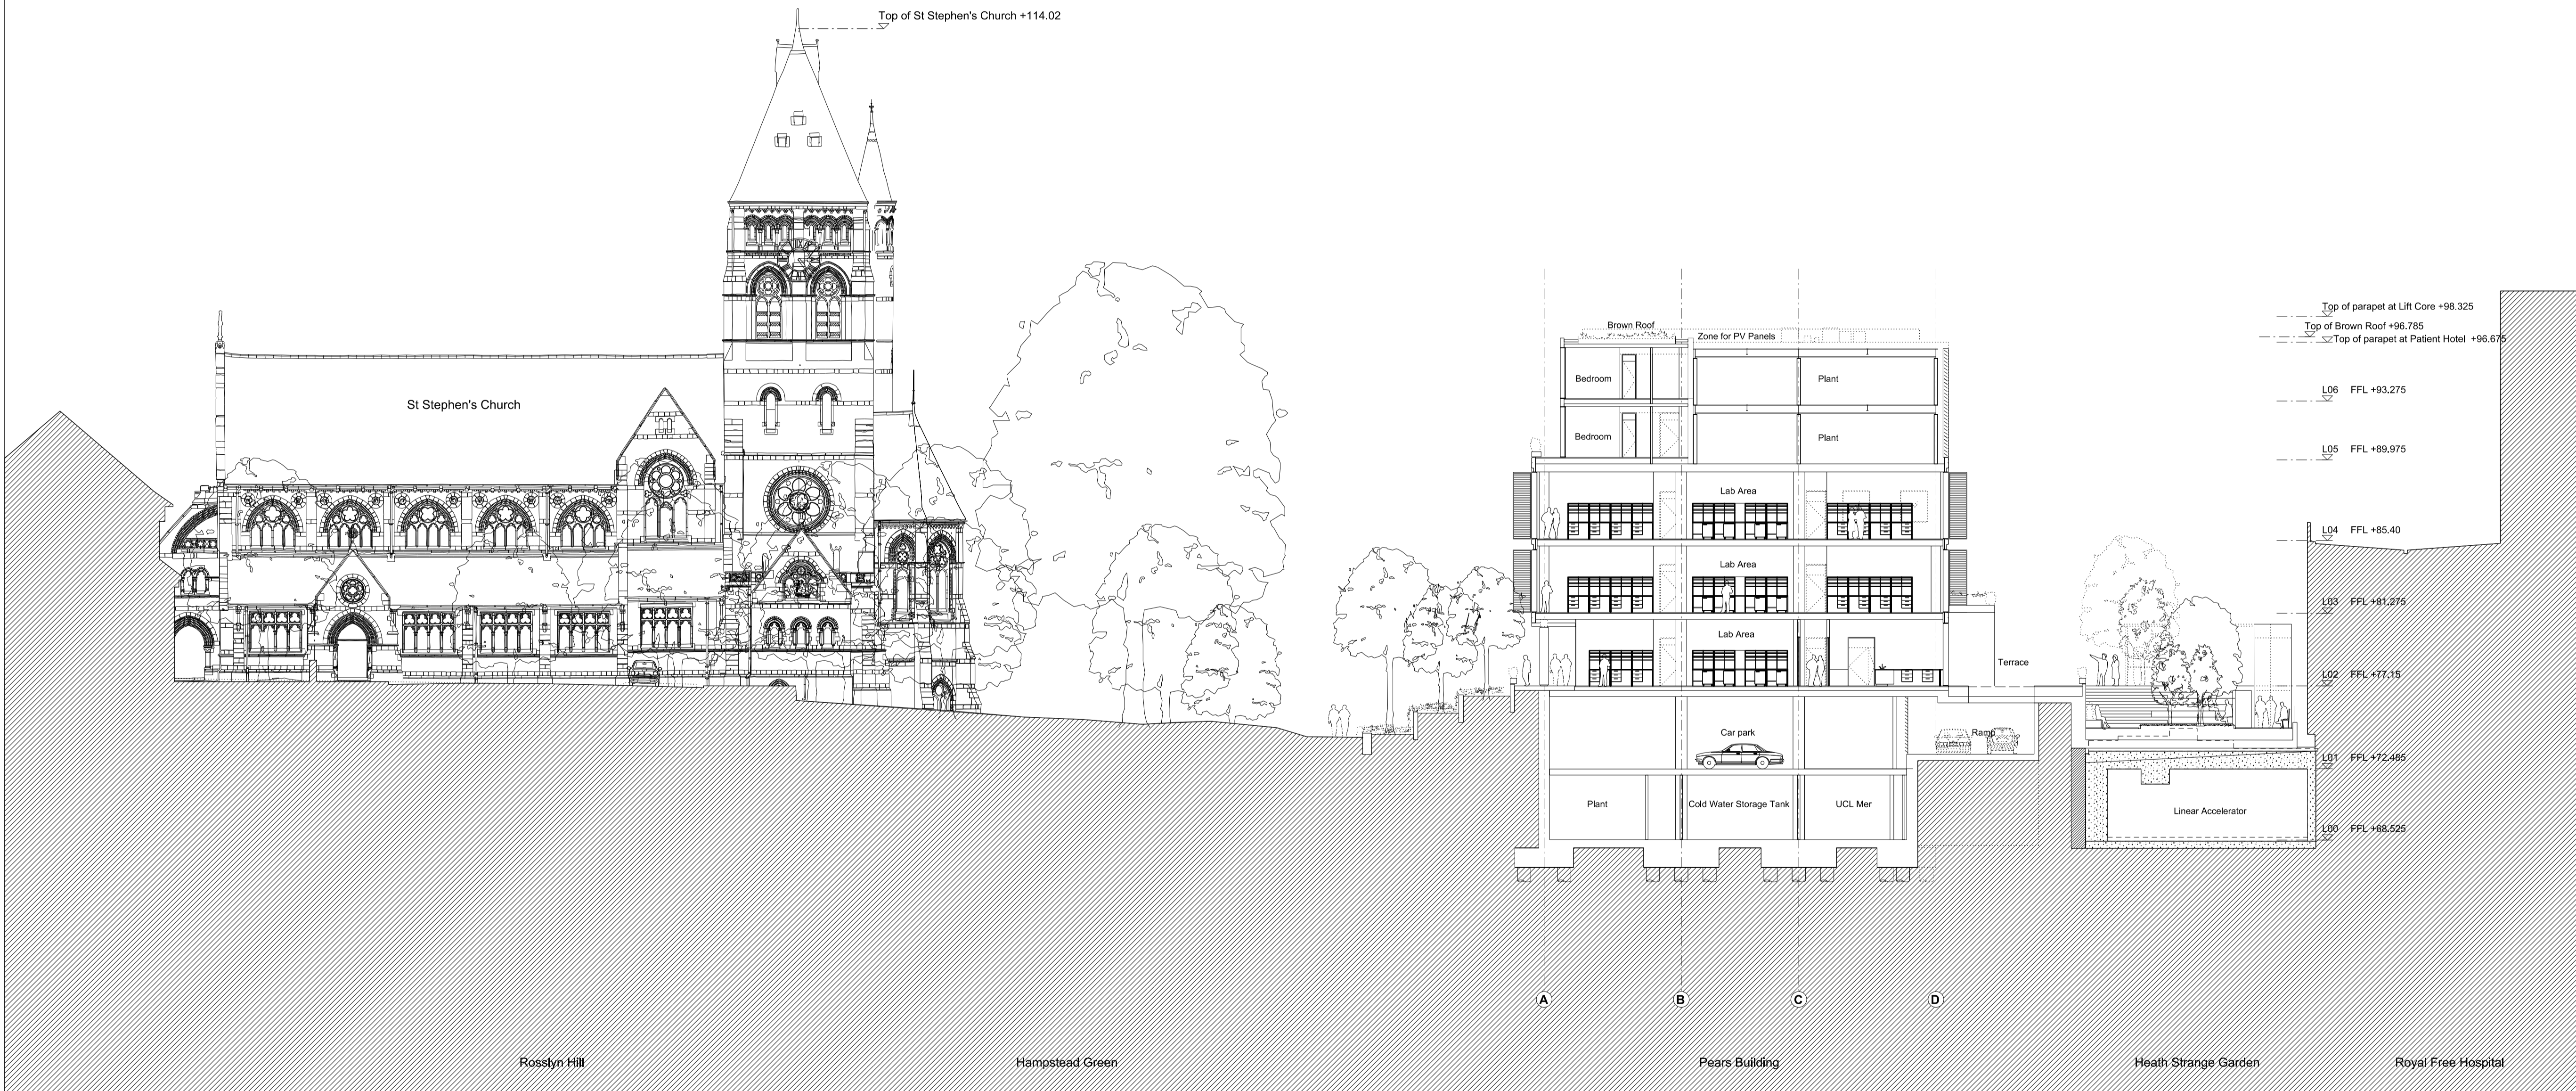 Top of St Stephen's Church +114.02
Top of parapet at Lift Core +98.325
Top of Brown Roof +96.785
Top of parapet at Patient Hotel +96.675
Brown Roof
Zone for PV Panels
Bedroom
Plant
L06 FFL +93.275
St Stephen's Church
Bedroom
Plant
L05 FFL +89.975
Lab Area
L04 FFL +85.40
Lab Area
L03 FFL +81.275
Lab Area
Terrace
L02 FFL +77.15
Car park
Ramp
L01 FFL +72.485
Plant
Cold Water Storage Tank
UCL Mer
Linear Accelerator
L00 FFL +68.525
A
B
C
D
Rosslyn Hill
Hampstead Green
Pears Building
Heath Strange Garden
Royal Free Hospital